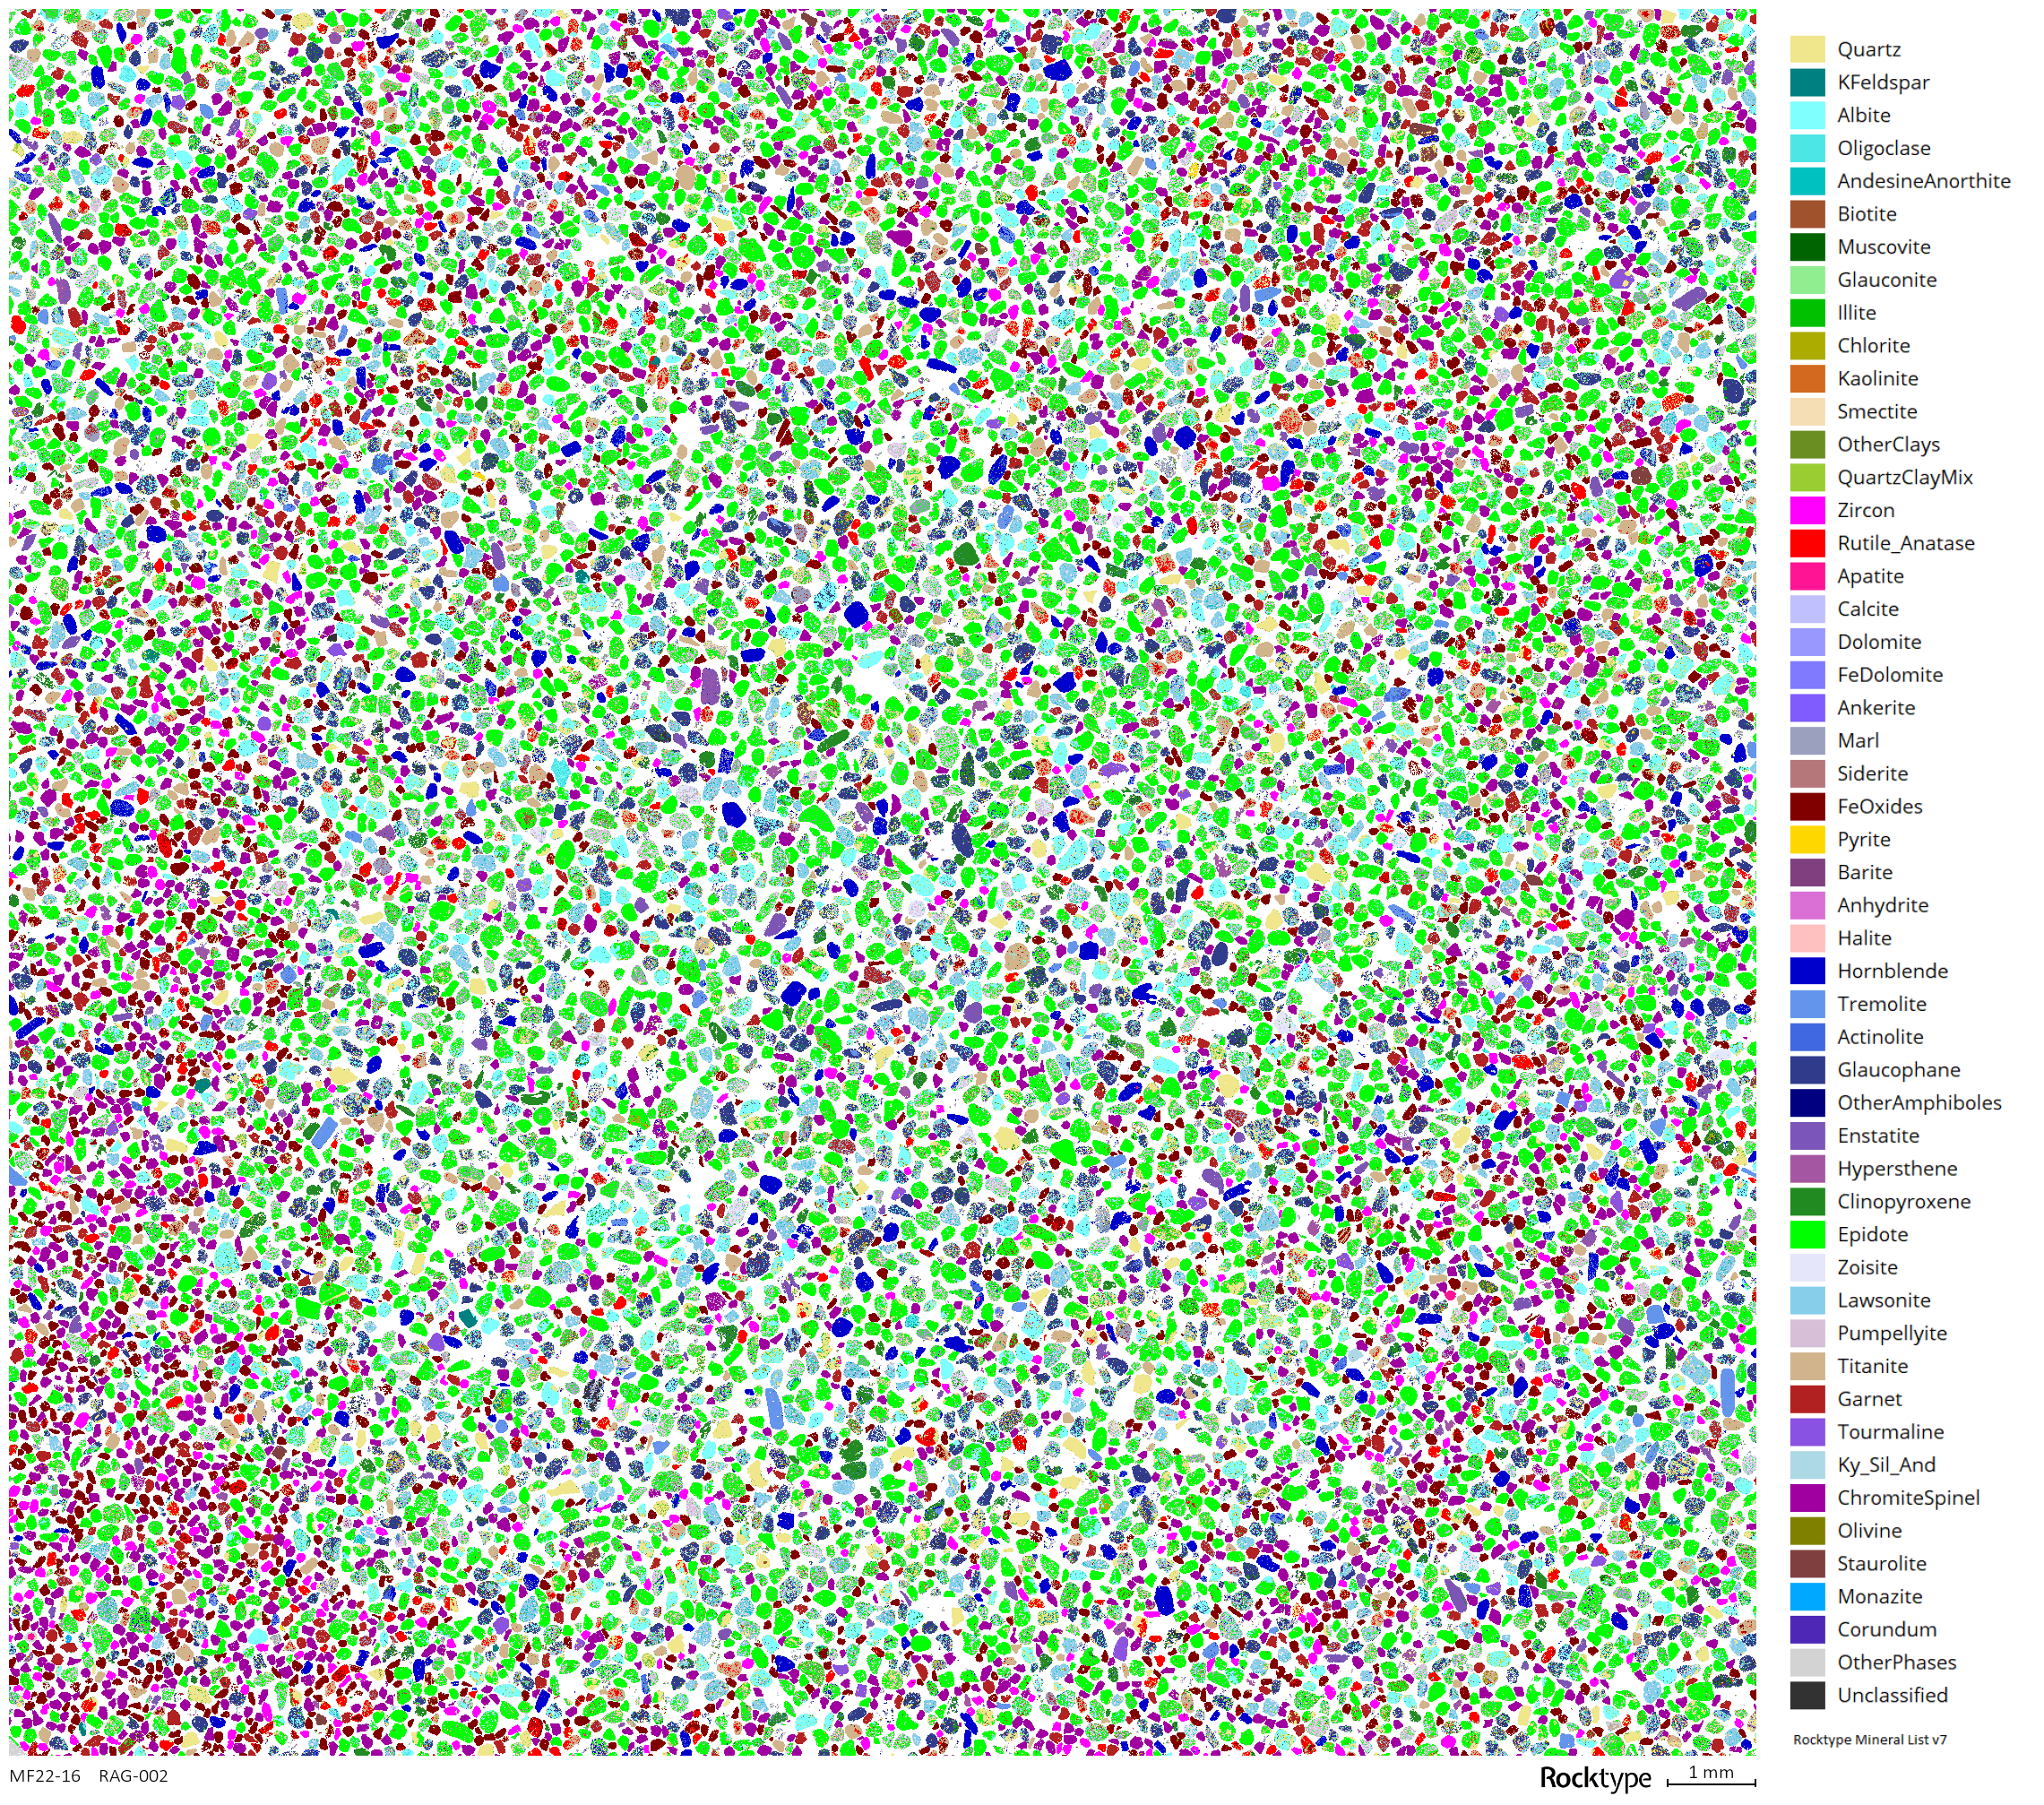 Quartz
KFeldspar
Albite
Oligoclase
AndesineAnorthite
Biotite
Muscovite
Glauconite
Illite
Chlorite
Kaolinite
Smectite
OtherClays
QuartzClayMix
Zircon
Rutile_Anatase
Apatite
Calcite
Dolomite
FeDolomite
Ankerite
Marl
Siderite
FeOxides
Pyrite
Barite
Anhydrite
Halite
Hornblende
Tremolite
Actinolite
Glaucophane
OtherAmphiboles
Enstatite
Hypersthene
Clinopyroxene
Epidote
Zoisite
Lawsonite
Pumpellyite
Titanite
Garnet
Tourmaline
Ky_Sil_And
ChromiteSpinel
Olivine
Staurolite
Monazite
Corundum
OtherPhases
Unclassified
Rocktype Mineral List v7
MF22-16 RAG-002
Rocktype 1 mm